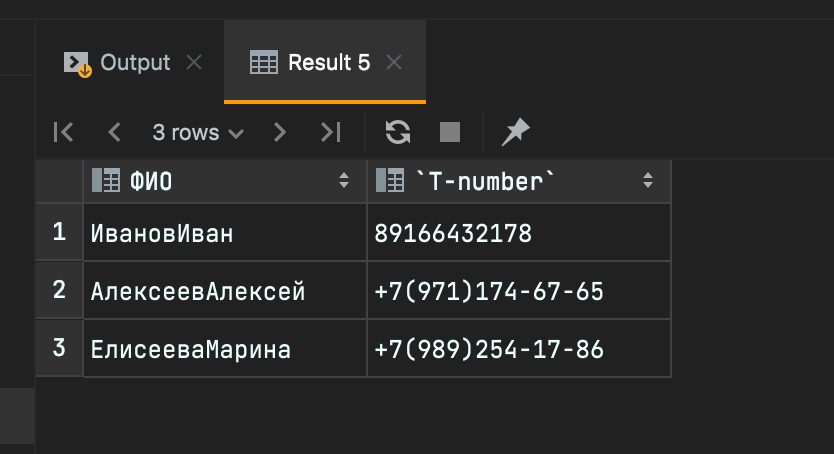 Output Result 5
3 rows
ФИО `T-number`
1 ИвановИван 89166432178
2 АлексеевАлексей +7(971)174-67-65
3 ЕлисееваМарина +7(989)254-17-86